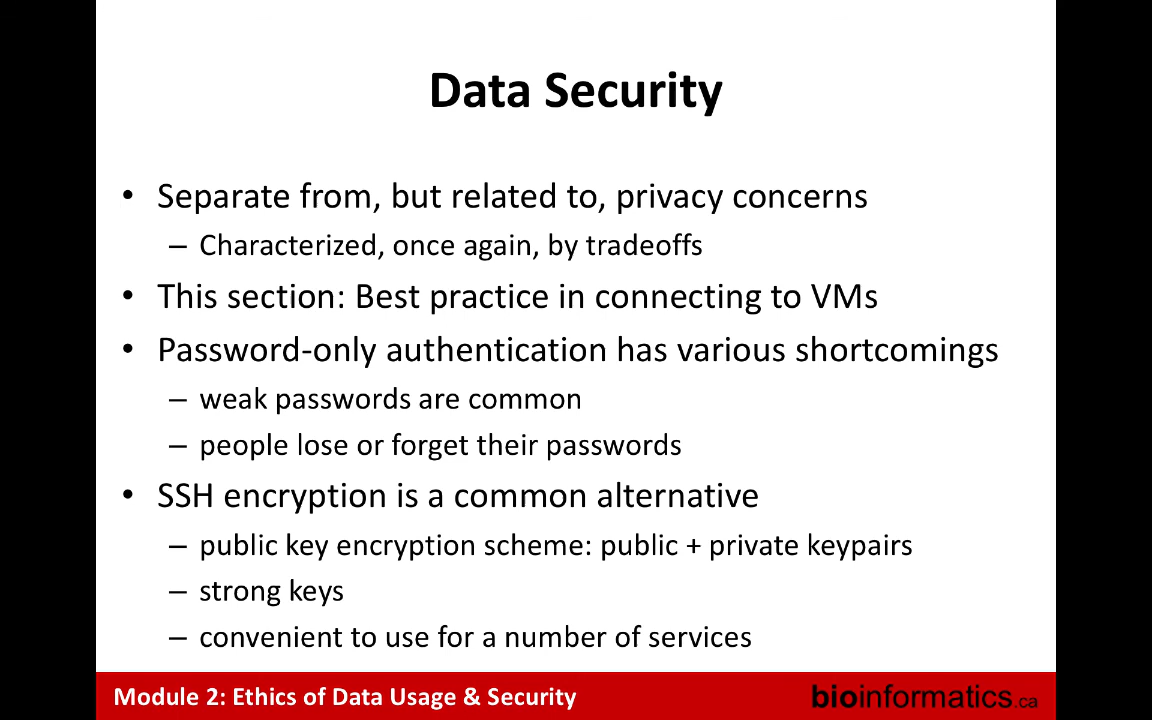 Data Security
• Separate from, but related to, privacy concerns
– Characterized, once again, by tradeoffs
• This section: Best practice in connecting to VMs
• Password-only authentication has various shortcomings
– weak passwords are common
– people lose or forget their passwords
• SSH encryption is a common alternative
– public key encryption scheme: public + private keypairs
– strong keys
– convenient to use for a number of services
Module 2: Ethics of Data Usage & Security
bioinformatics.ca